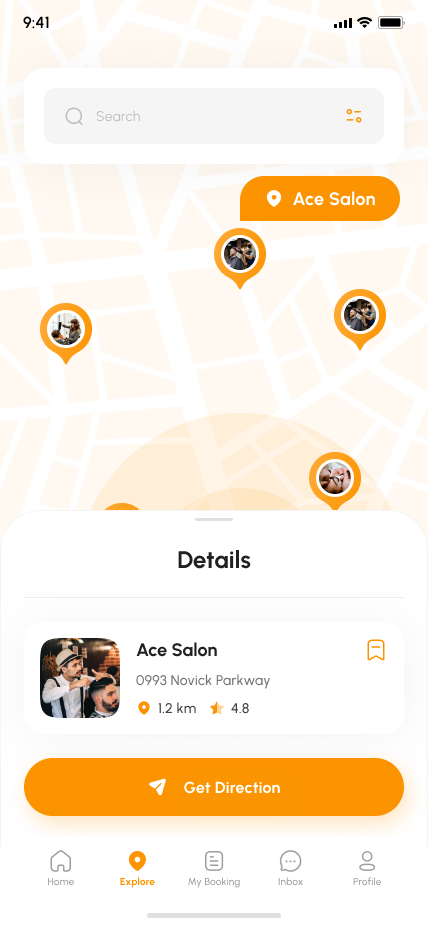 9:41
Search
Ace Salon
Details
Ace Salon
0993 Novick Parkway
1.2 km 4.8
Get Direction
Home Explore My Booking Inbox Profile